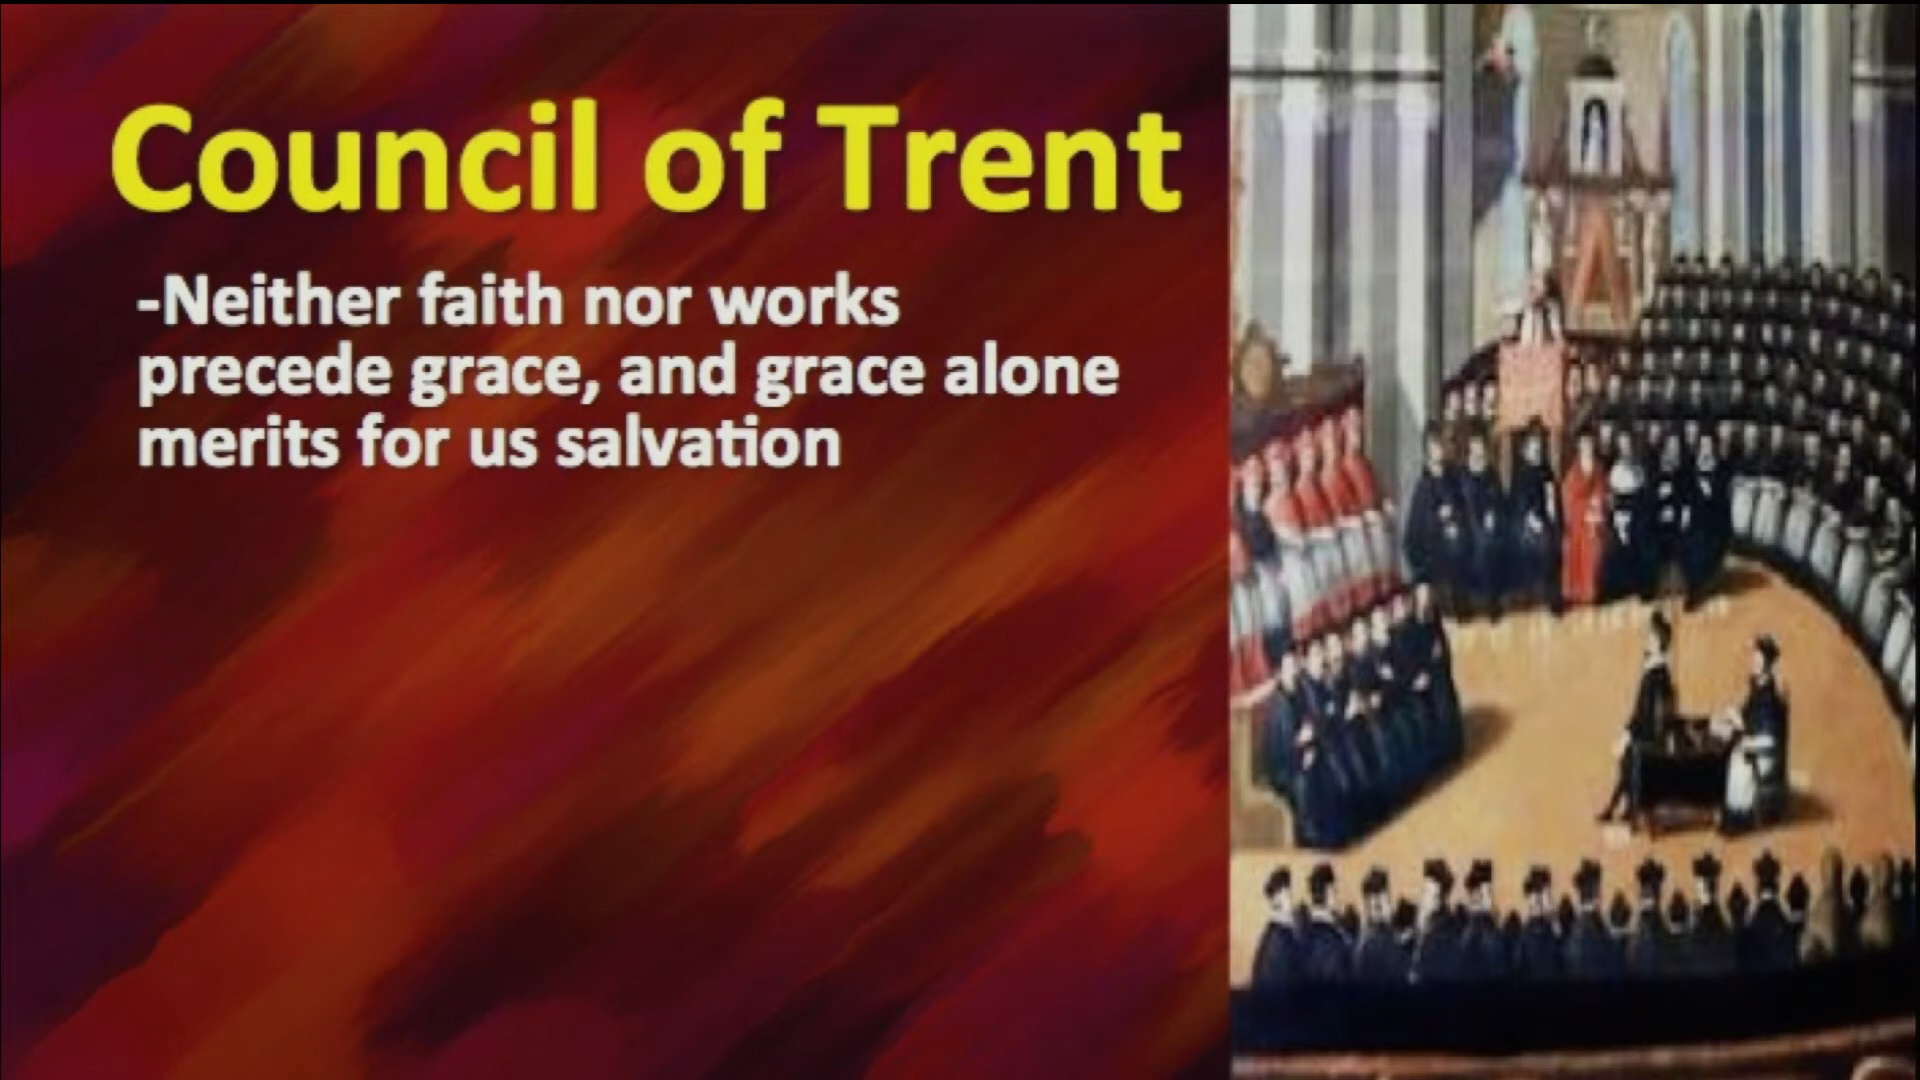 Council of Trent
-Neither faith nor works
precede grace, and grace alone
merits for us salvation